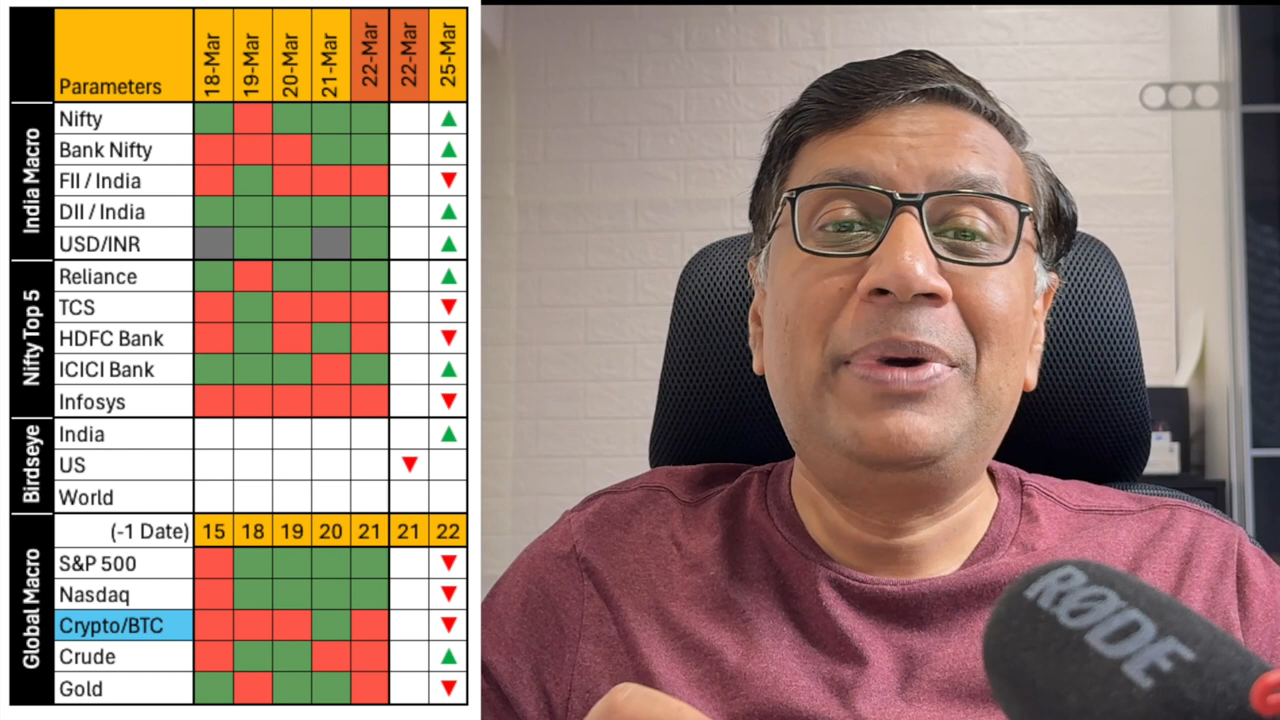 Parameters 18-Mar 19-Mar 20-Mar 21-Mar 22-Mar 22-Mar 25-Mar
India Macro
Nifty
Bank Nifty
FII / India
DII / India
USD/INR
Nifty Top 5
Reliance
TCS
HDFC Bank
ICICI Bank
Infosys
Birdseye
India
US
World
Global Macro
(-1 Date) 15 18 19 20 21 21 22
S&P 500
Nasdaq
Crypto/BTC
Crude
Gold
RØDE